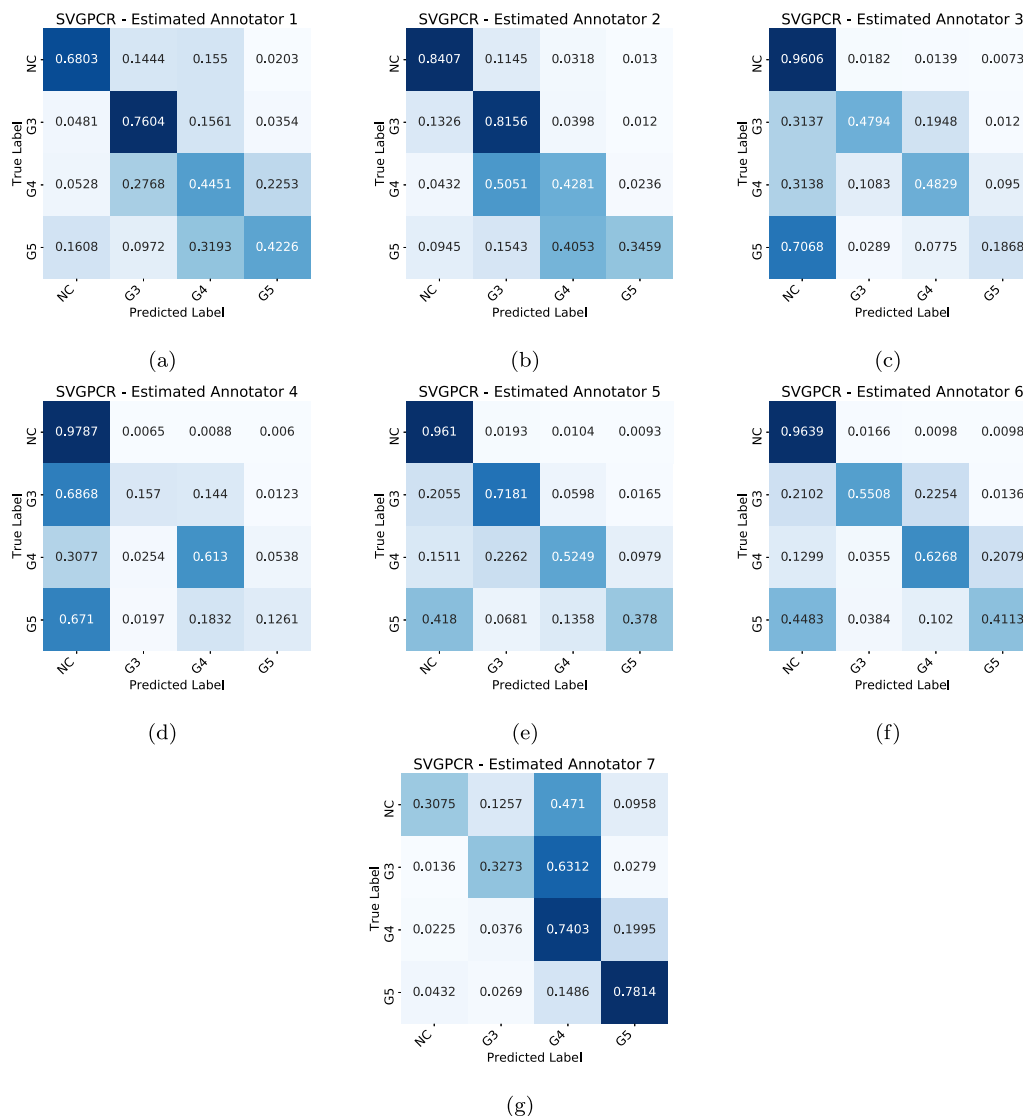 SVGPCR - Estimated Annotator 1
NC 0.6803 0.1444 0.155 0.0203
G3 0.0481 0.7604 0.1561 0.0354
G4 0.0528 0.2768 0.4451 0.2253
G5 0.1608 0.0972 0.3193 0.4226
True Label
NC G3 G4 G5
Predicted Label
(a)
SVGPCR - Estimated Annotator 2
NC 0.8407 0.1145 0.0318 0.013
G3 0.1326 0.8156 0.0398 0.012
G4 0.0432 0.5051 0.4281 0.0236
G5 0.0945 0.1543 0.4053 0.3459
True Label
NC G3 G4 G5
Predicted Label
(b)
SVGPCR - Estimated Annotator 3
NC 0.9606 0.0182 0.0139 0.0073
G3 0.3137 0.4794 0.1948 0.012
G4 0.3138 0.1083 0.4829 0.095
G5 0.7068 0.0289 0.0775 0.1868
True Label
NC G3 G4 G5
Predicted Label
(c)
SVGPCR - Estimated Annotator 4
NC 0.9787 0.0065 0.0088 0.006
G3 0.6868 0.157 0.144 0.0123
G4 0.3077 0.0254 0.613 0.0538
G5 0.671 0.0197 0.1832 0.1261
True Label
NC G3 G4 G5
Predicted Label
(d)
SVGPCR - Estimated Annotator 5
NC 0.961 0.0193 0.0104 0.0093
G3 0.2055 0.7181 0.0598 0.0165
G4 0.1511 0.2262 0.5249 0.0979
G5 0.418 0.0681 0.1358 0.378
True Label
NC G3 G4 G5
Predicted Label
(e)
SVGPCR - Estimated Annotator 6
NC 0.9639 0.0166 0.0098 0.0098
G3 0.2102 0.5508 0.2254 0.0136
G4 0.1299 0.0355 0.6268 0.2079
G5 0.4483 0.0384 0.102 0.4113
True Label
NC G3 G4 G5
Predicted Label
(f)
SVGPCR - Estimated Annotator 7
NC 0.3075 0.1257 0.471 0.0958
G3 0.0136 0.3273 0.6312 0.0279
G4 0.0225 0.0376 0.7403 0.1995
G5 0.0432 0.0269 0.1486 0.7814
True Label
NC G3 G4 G5
Predicted Label
(g)